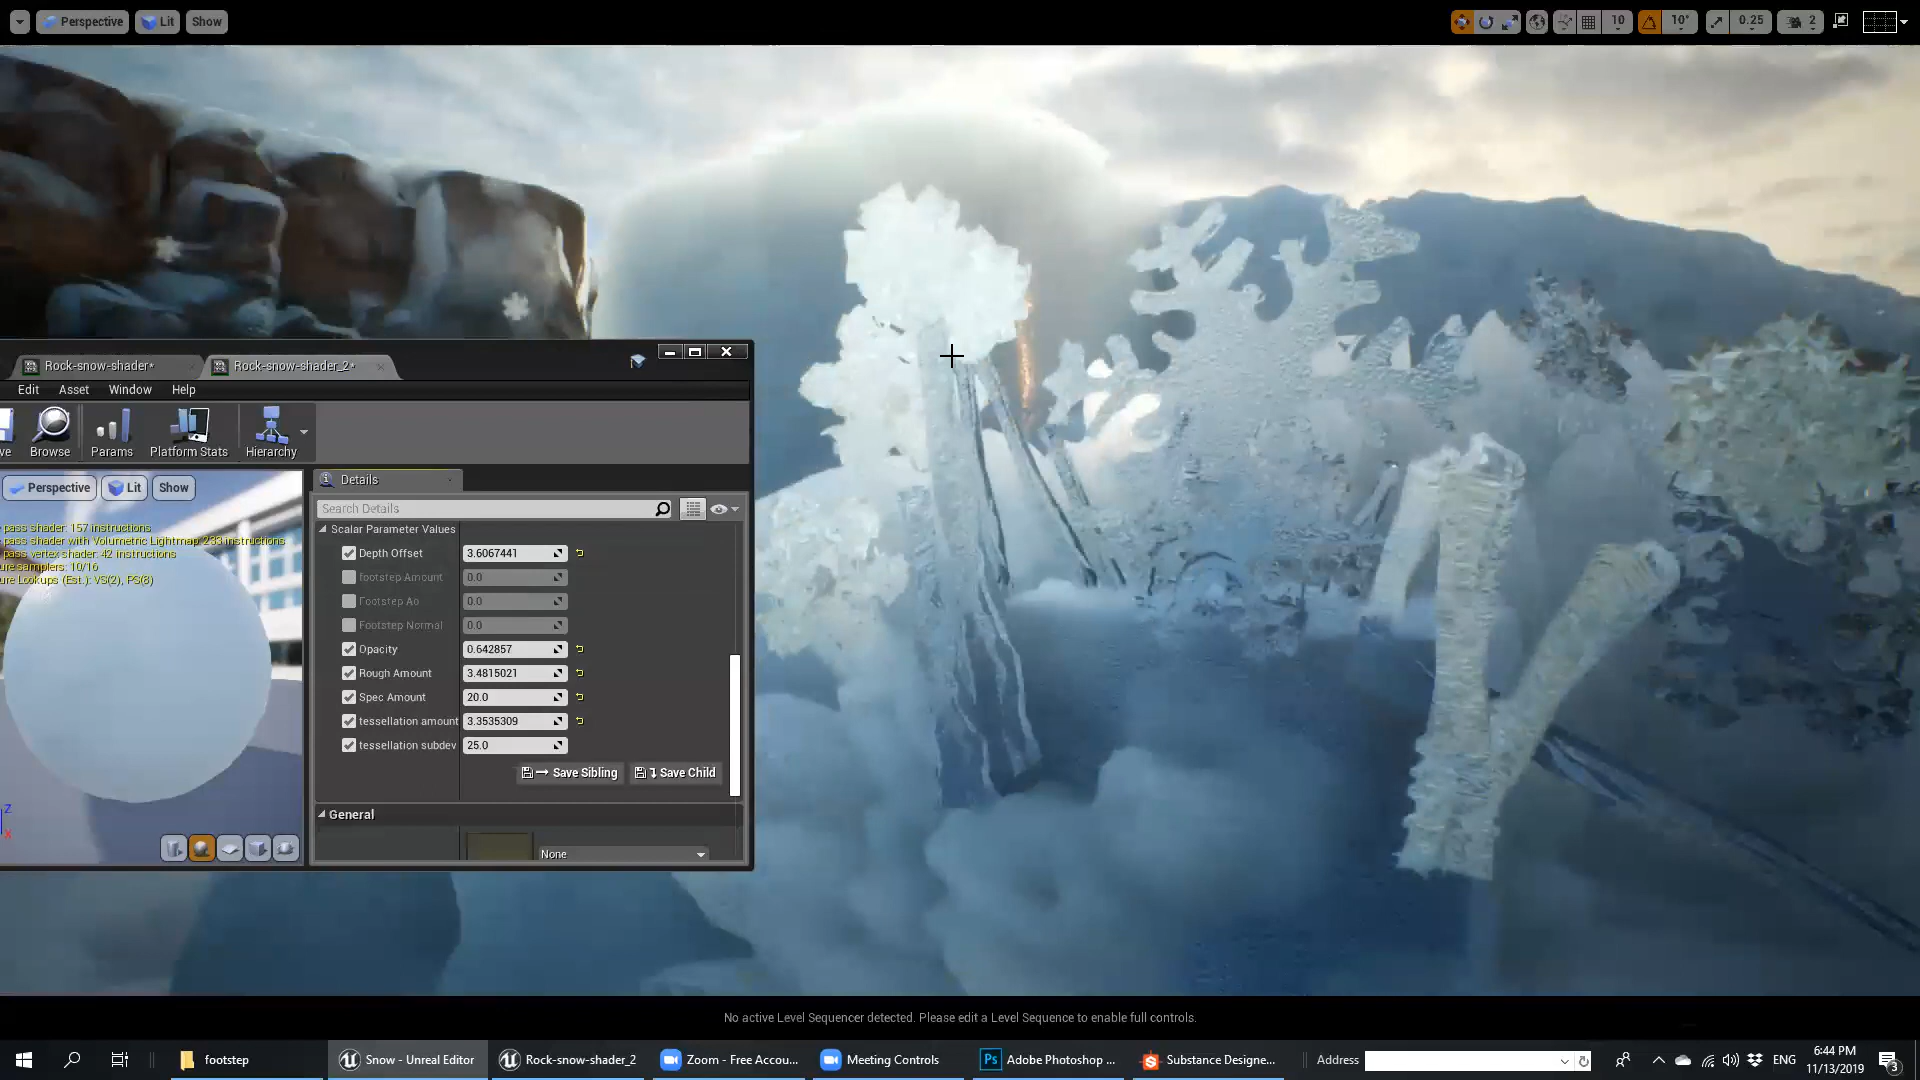 Perspective Lit Show
10 10° 0.25 2
Rock-snow-shader* Rock-snow-shader_2*
Edit Asset Window Help
ve Browse Params Platform Stats Hierarchy
Details
Perspective Lit Show
Search Details
pass shader: 157 instructions
pass shader with Volumetric Lightmap: 233 instructions
pass vertex shader: 42 instructions
ure samplers: 10/16
ure Lookups (Est.): VS(2), PS(8)
Scalar Parameter Values
Depth Offset 3.6067441
footstep Amount 0.0
Footstep Ao 0.0
Footstep Normal 0.0
Opacity 0.642857
Rough Amount 3.4815021
Spec Amount 20.0
tessellation amount 3.3535309
tessellation subdev 25.0
Save Sibling Save Child
General
None
Z
X
No active Level Sequencer detected. Please edit a Level Sequence to enable full controls.
footstep Snow - Unreal Editor Rock-snow-shader_2 Zoom - Free Accou... Meeting Controls Ps Adobe Photoshop ... Substance Designe... Address ENG 6:44 PM
11/13/2019 3